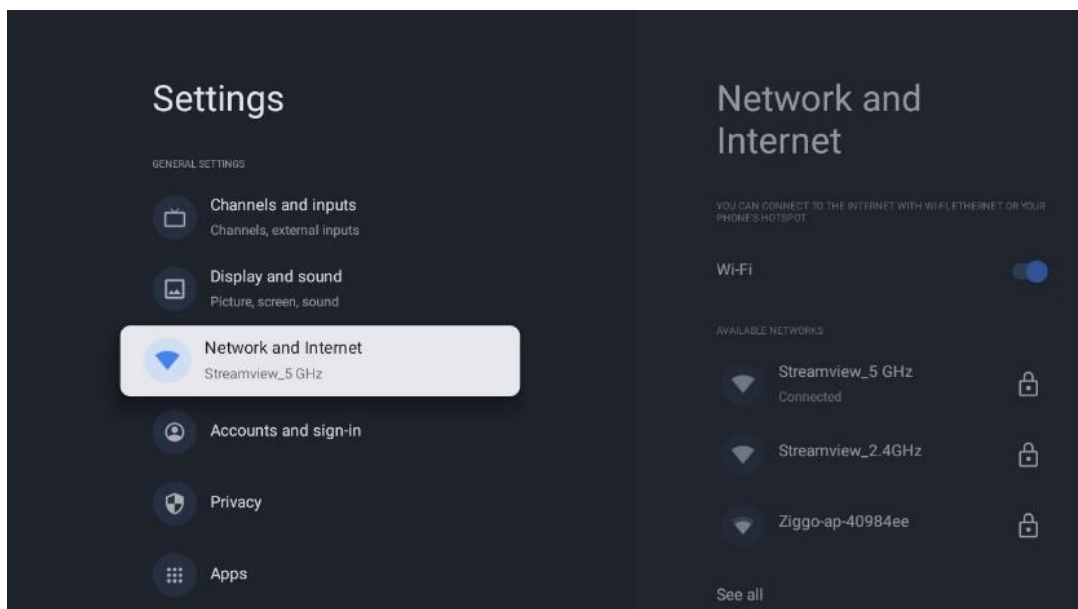 Settings
GENERAL SETTINGS
Channels and inputs
Channels, external inputs
Display and sound
Picture, screen, sound
Network and Internet
Streamview_5 GHz
Accounts and sign-in
Privacy
Apps
Network and
Internet
YOU CAN CONNECT TO THE INTERNET WITH WI-FI, ETHERNET OR YOUR
PHONE'S HOTSPOT.
Wi-Fi
AVAILABLE NETWORKS
Streamview_5 GHz
Connected
Streamview_2.4GHz
Ziggo-ap-40984ee
See all